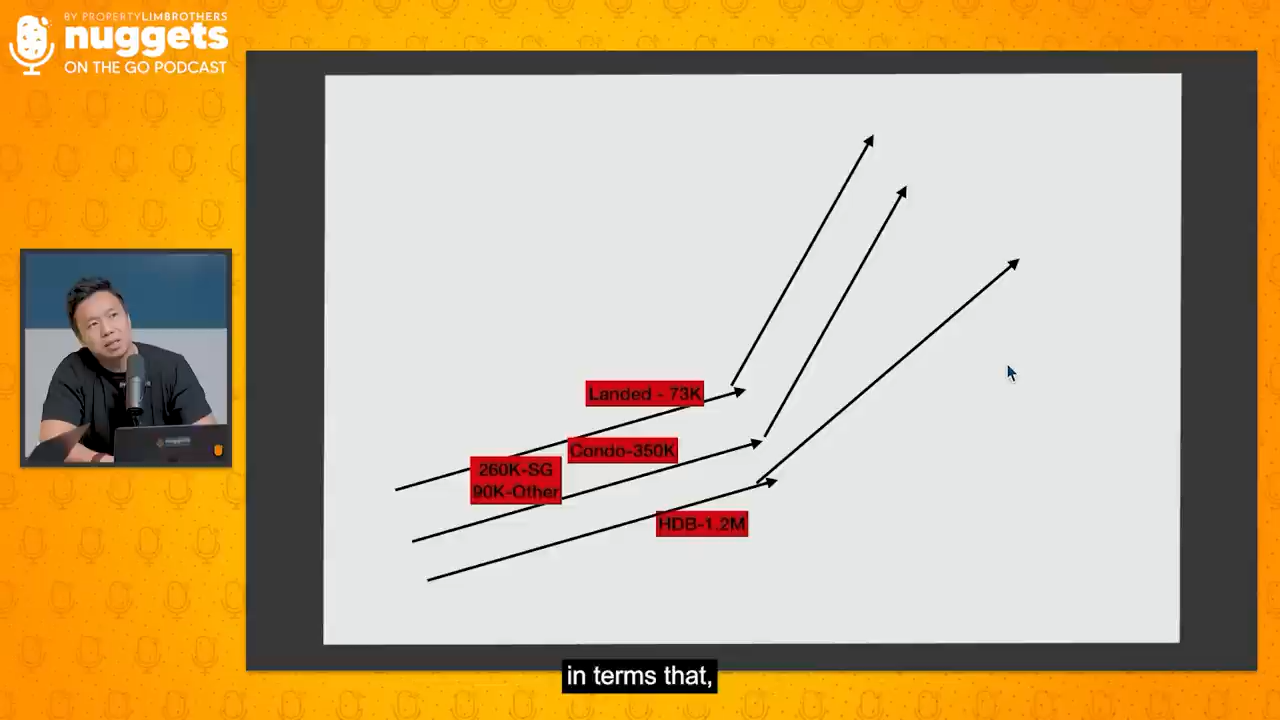 BY PROPERTYLIMBROTHERS
nuggets
ON THE GO PODCAST
Landed - 73K
Condo-350K
260K-SG
90K-Other
HDB-1.2M
nuggets
in terms that,